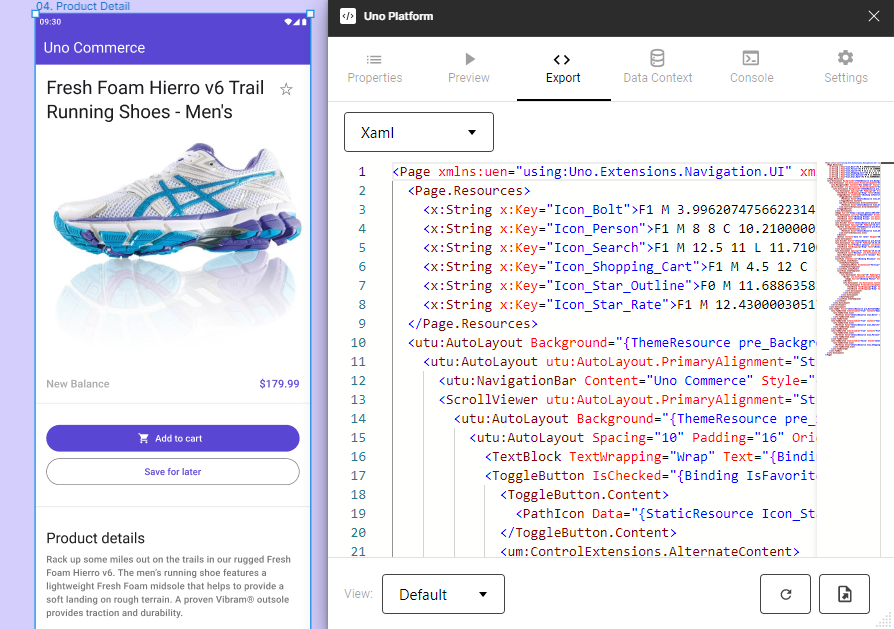 04. Product Detail
09:30
Uno Commerce
Fresh Foam Hierro v6 Trail
Running Shoes - Men's
New Balance
$179.99
Add to cart
Save for later
Product details
Rack up some miles out on the trails in our rugged Fresh
Foam Hierro v6. The men's running shoe features a
lightweight Fresh Foam midsole that helps to provide a
soft landing on rough terrain. A proven Vibram® outsole
provides traction and durability.
Uno Platform
Properties
Preview
Export
Data Context
Console
Settings
Xaml
1 <Page xmlns:uen="using:Uno.Extensions.Navigation.UI" xm
2 <Page.Resources>
3 <x:String x:Key="Icon_Bolt">F1 M 3.9962074756622314
4 <x:String x:Key="Icon_Person">F1 M 8 8 C 10.2100000
5 <x:String x:Key="Icon_Search">F1 M 12.5 11 L 11.710
6 <x:String x:Key="Icon_Shopping_Cart">F1 M 4.5 12 C
7 <x:String x:Key="Icon_Star_Outline">F0 M 11.6886358
8 <x:String x:Key="Icon_Star_Rate">F1 M 12.4300003051
9 </Page.Resources>
10 <utu:AutoLayout Background="{ThemeResource pre_Backgr
11 <utu:AutoLayout utu:AutoLayout.PrimaryAlignment="St
12 <utu:NavigationBar Content="Uno Commerce" Style="
13 <ScrollViewer utu:AutoLayout.PrimaryAlignment="St
14 <utu:AutoLayout Background="{ThemeResource pre_
15 <utu:AutoLayout Spacing="10" Padding="16" Ori
16 <TextBlock TextWrapping="Wrap" Text="{Bindi
17 <ToggleButton IsChecked="{Binding IsFavorit
18 <ToggleButton.Content>
19 <PathIcon Data="{StaticResource Icon_St
20 </ToggleButton.Content>
21 <um:ControlExtensions.AlternateContent>
View:
Default